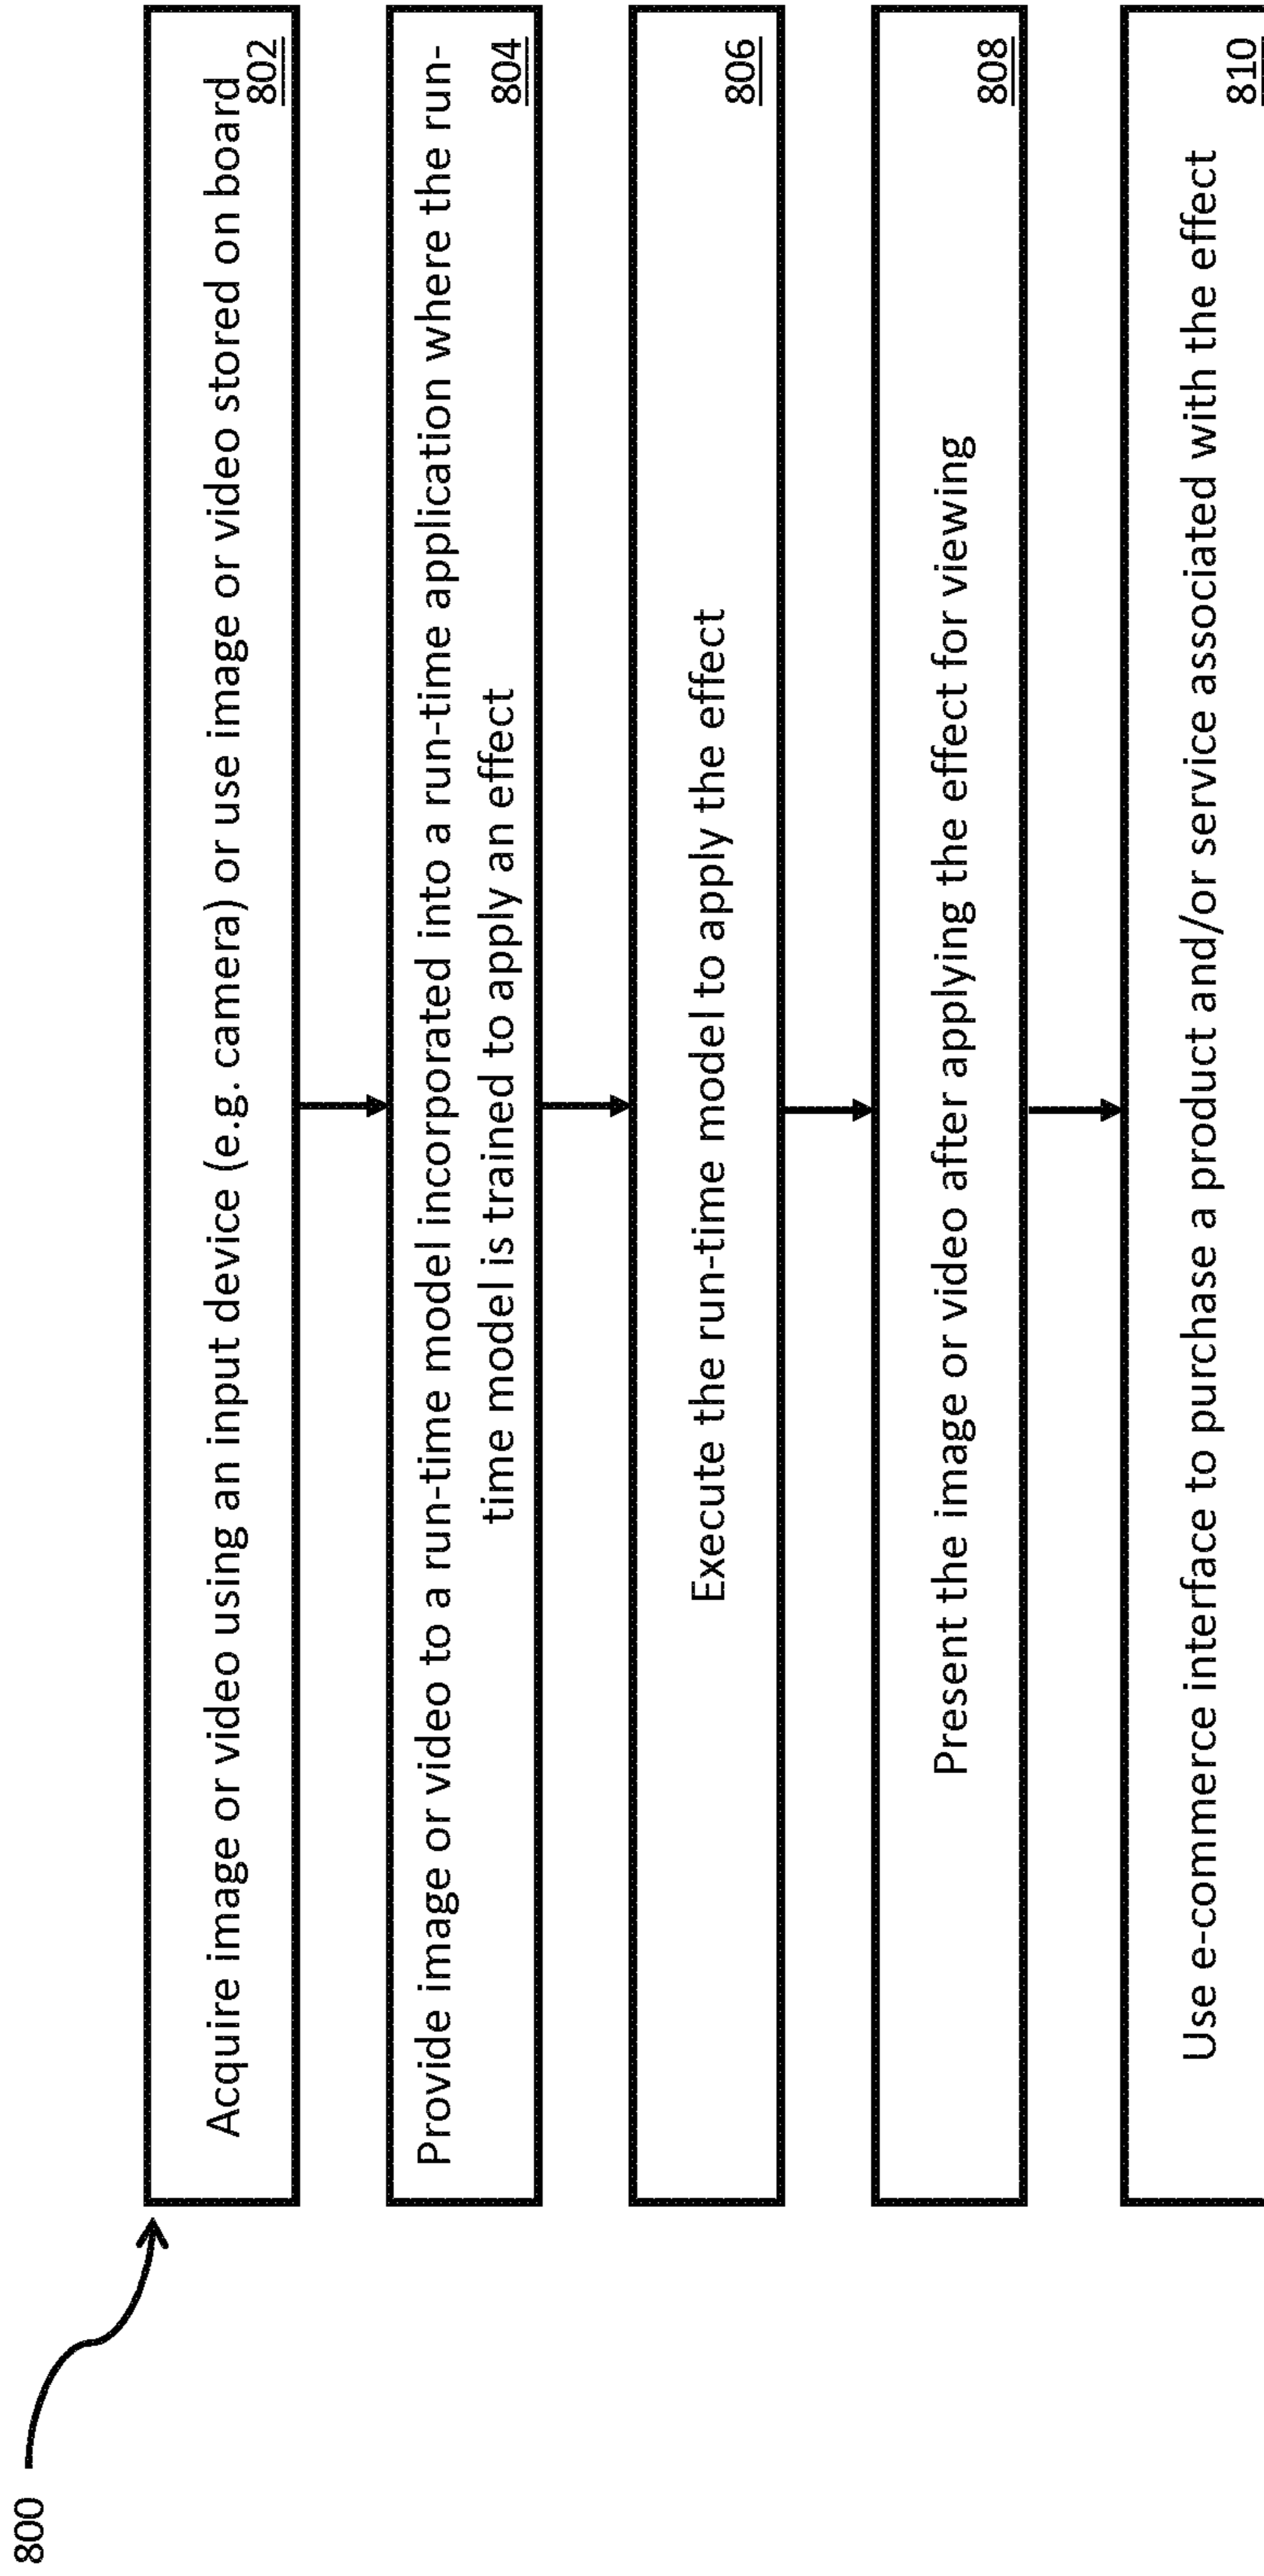 800
Acquire image or video using an input device (e.g. camera) or use image or video stored on board
802
Provide image or video to a run-time model incorporated into a run-time application where the run-
time model is trained to apply an effect
804
Execute the run-time model to apply the effect
806
Present the image or video after applying the effect for viewing
808
Use e-commerce interface to purchase a product and/or service associated with the effect
810